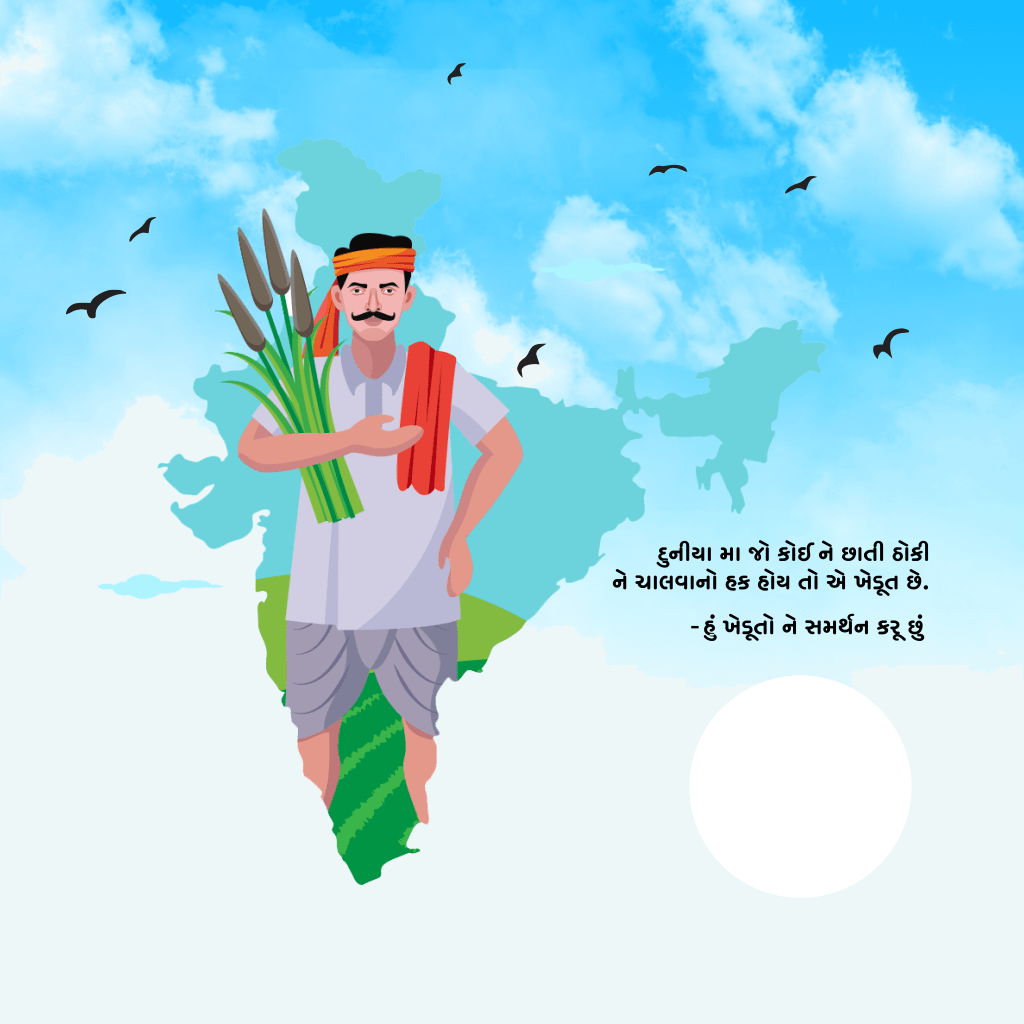 દુનીયા મા જો કોઈ ને છાતી ઠોકી
ને ચાલવાનો હક હોય તો એ ખેડૂત છે.
- હું ખેડૂતો ને સમર્થન કરૂ છું